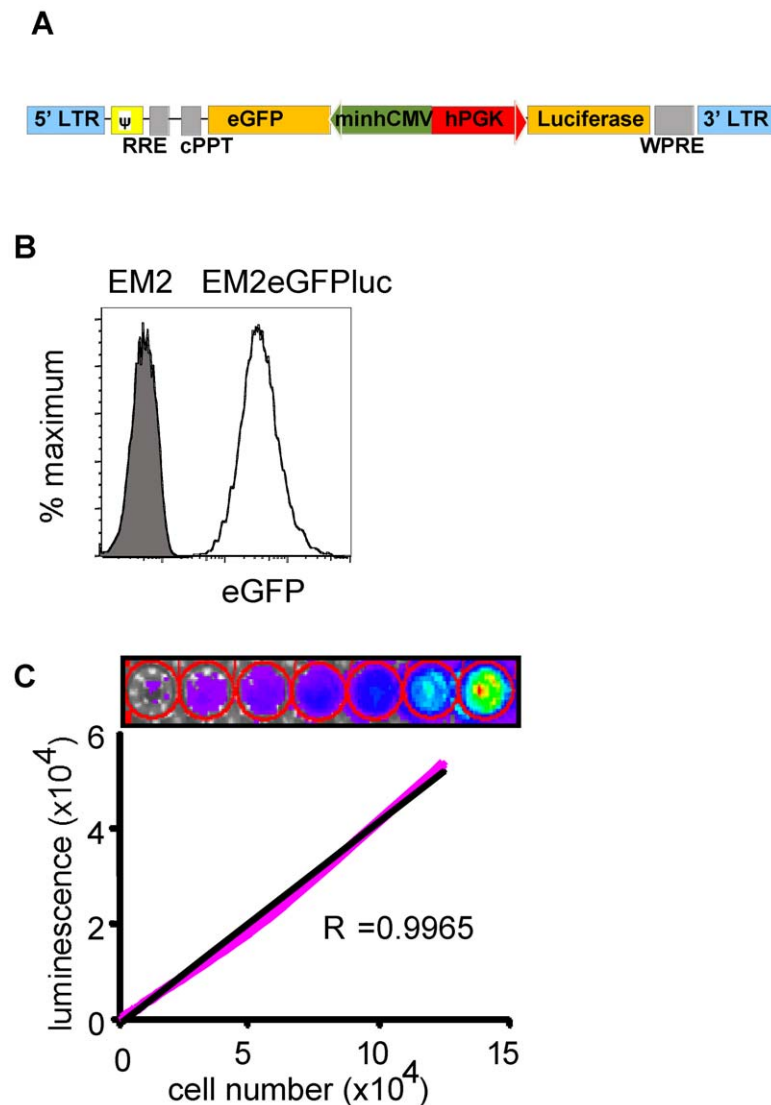 A
5' LTR ψ eGFP minhCMV hPGK Luciferase 3' LTR
RRE cPPT WPRE
B
EM2 EM2eGFPluc
% maximum
eGFP
C
6
4
2
0
luminescence (x10⁴)
R =0.9965
0 5 10 15
cell number (x10⁴)